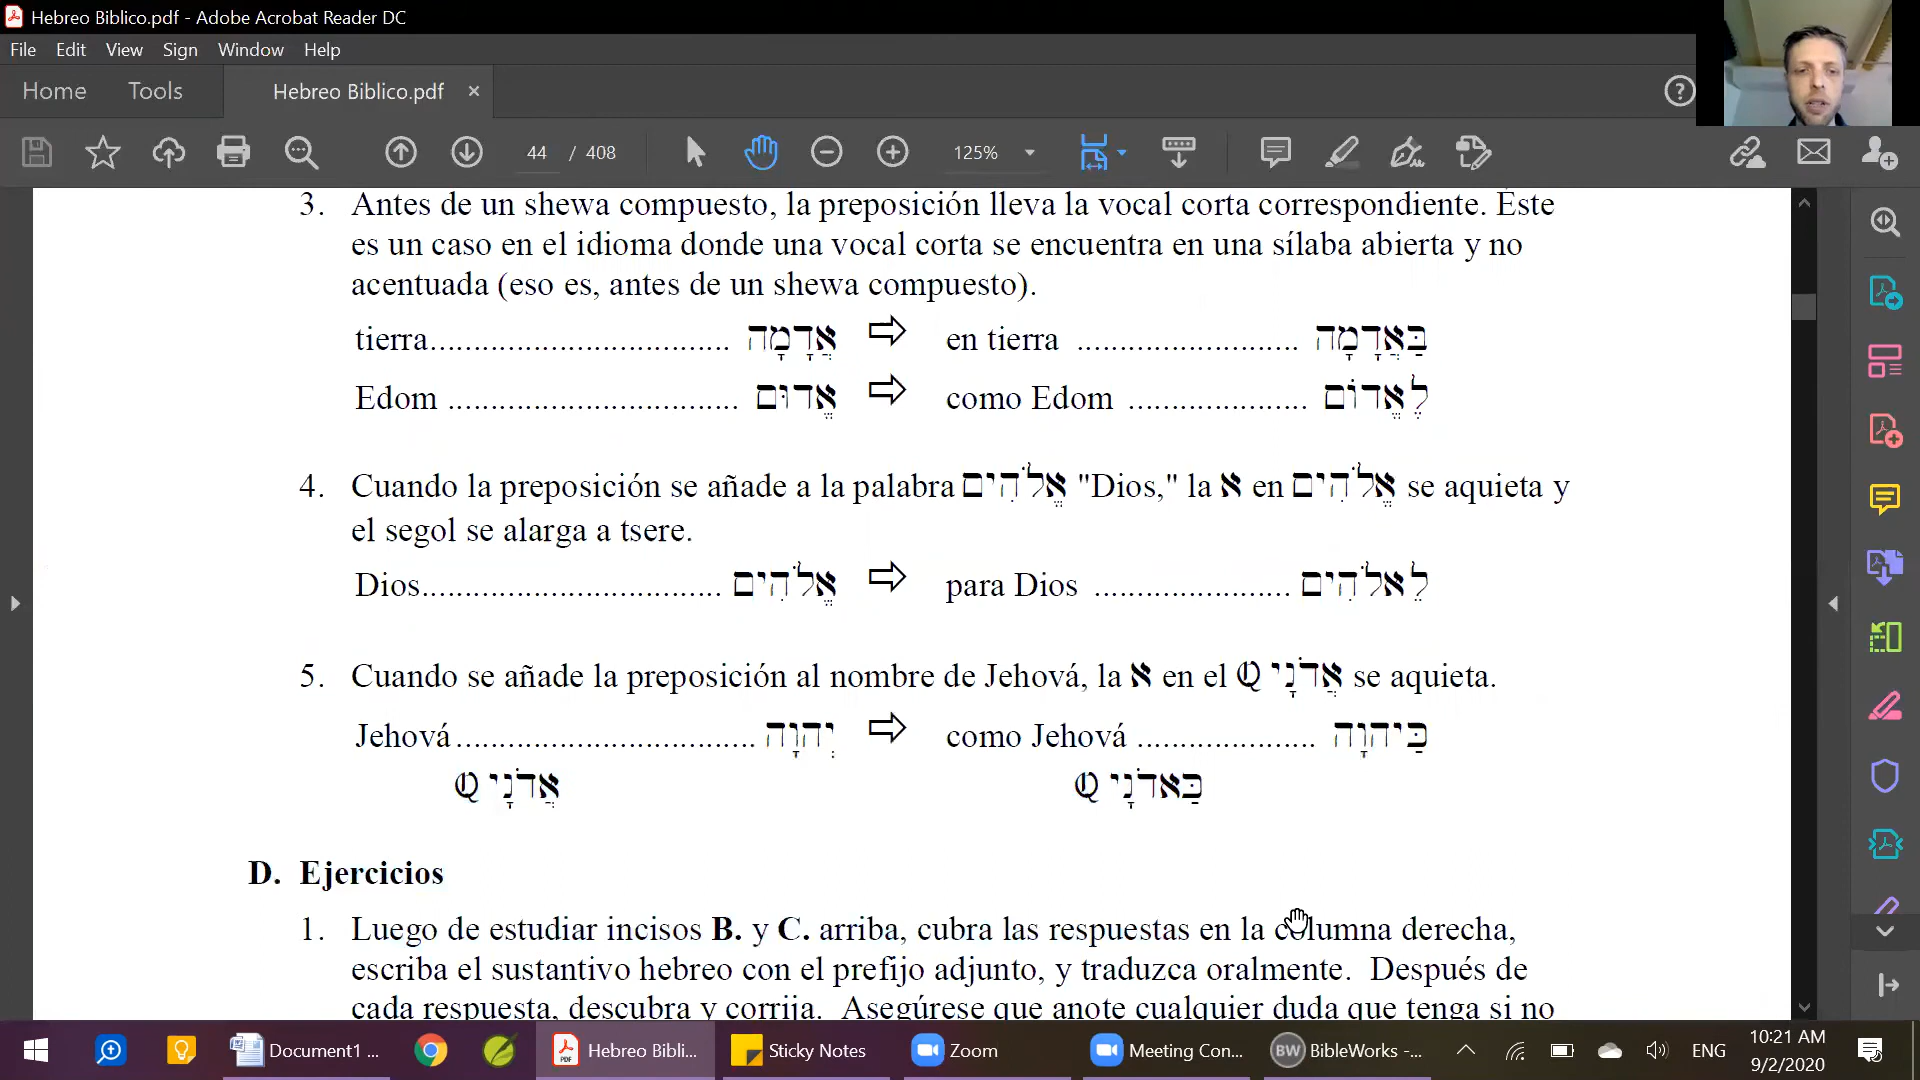 Hebreo Biblico.pdf - Adobe Acrobat Reader DC
File Edit View Sign Window Help
Home Tools Hebreo Biblico.pdf ×
44 / 408 125%
3. Antes de un shewa compuesto, la preposición lleva la vocal corta correspondiente. Éste
es un caso en el idioma donde una vocal corta se encuentra en una sílaba abierta y no
acentuada (eso es, antes de un shewa compuesto).
tierra.................................. אֲדָמָה ⇨ en tierra .......................... בַּאֲדָמָה
Edom .................................. אֱדוּם ⇨ como Edom ..................... לֶאֱדוֹם
4. Cuando la preposición se añade a la palabra אֱלֹהִים "Dios," la א en אֱלֹהִים se aquieta y
el segol se alarga a tsere.
Dios................................... אֱלֹהִים ⇨ para Dios ....................... לֵאלֹהִים
5. Cuando se añade la preposición al nombre de Jehová, la א en el Q אֲדֹנָי se aquieta.
Jehová................................... יְהוָה ⇨ como Jehová ..................... כַּיהוָה
Q אֲדֹנָי Q כַּאדֹנָי
D. Ejercicios
1. Luego de estudiar incisos B. y C. arriba, cubra las respuestas en la columna derecha,
escriba el sustantivo hebreo con el prefijo adjunto, y traduzca oralmente. Después de
cada respuesta, descubra y corrija. Asegúrese que anote cualquier duda que tenga si no
Document1 ... Hebreo Bibli... Sticky Notes Zoom Meeting Con... BW BibleWorks -... ENG 10:21 AM
9/2/2020